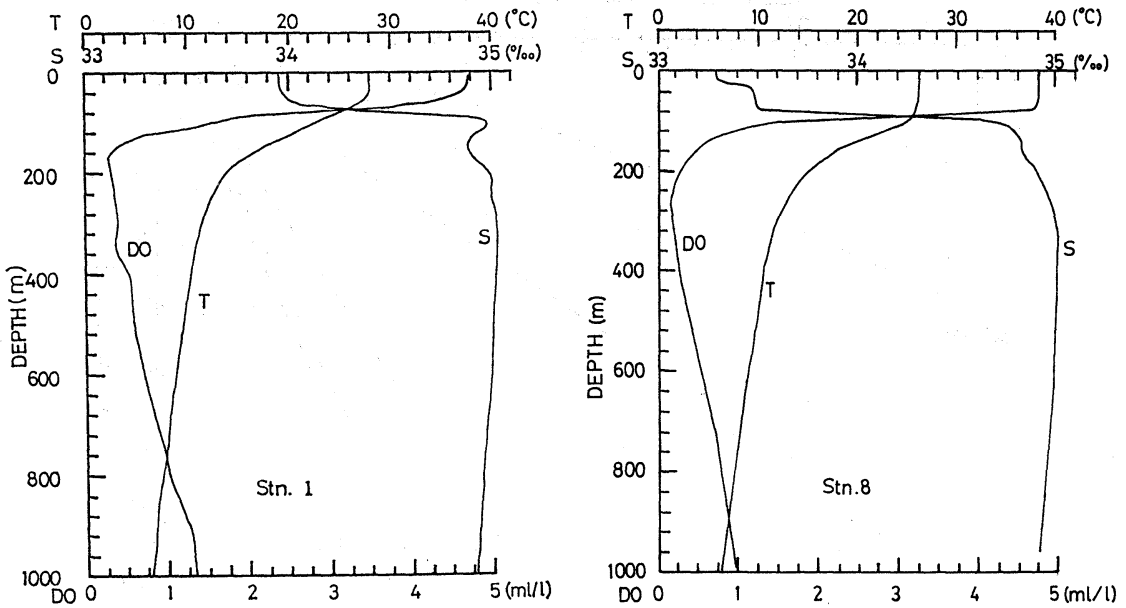 T 0 10 20 30 40 (°C)
S 33 34 35 (‰)
0
200
400
600
800
1000
DEPTH (m)
DO
T
S
Stn. 1
DO 0 1 2 3 4 5 (ml/l)
T 0 10 20 30 40 (°C)
S 33 34 35 (‰)
0
200
400
600
800
1000
DEPTH (m)
DO
T
S
Stn.8
DO 0 1 2 3 4 5 (ml/l)